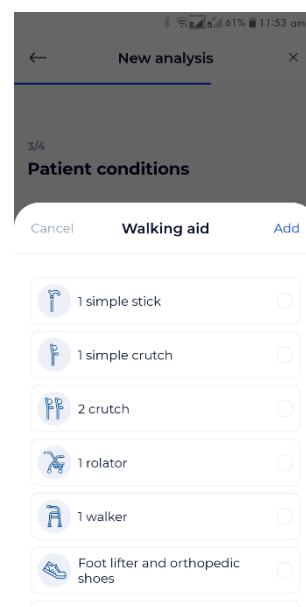 61% 11:53 am
New analysis
3/4
Patient conditions
Cancel Walking aid Add
1 simple stick
1 simple crutch
2 crutch
1 rolator
1 walker
Foot lifter and orthopedic
shoes